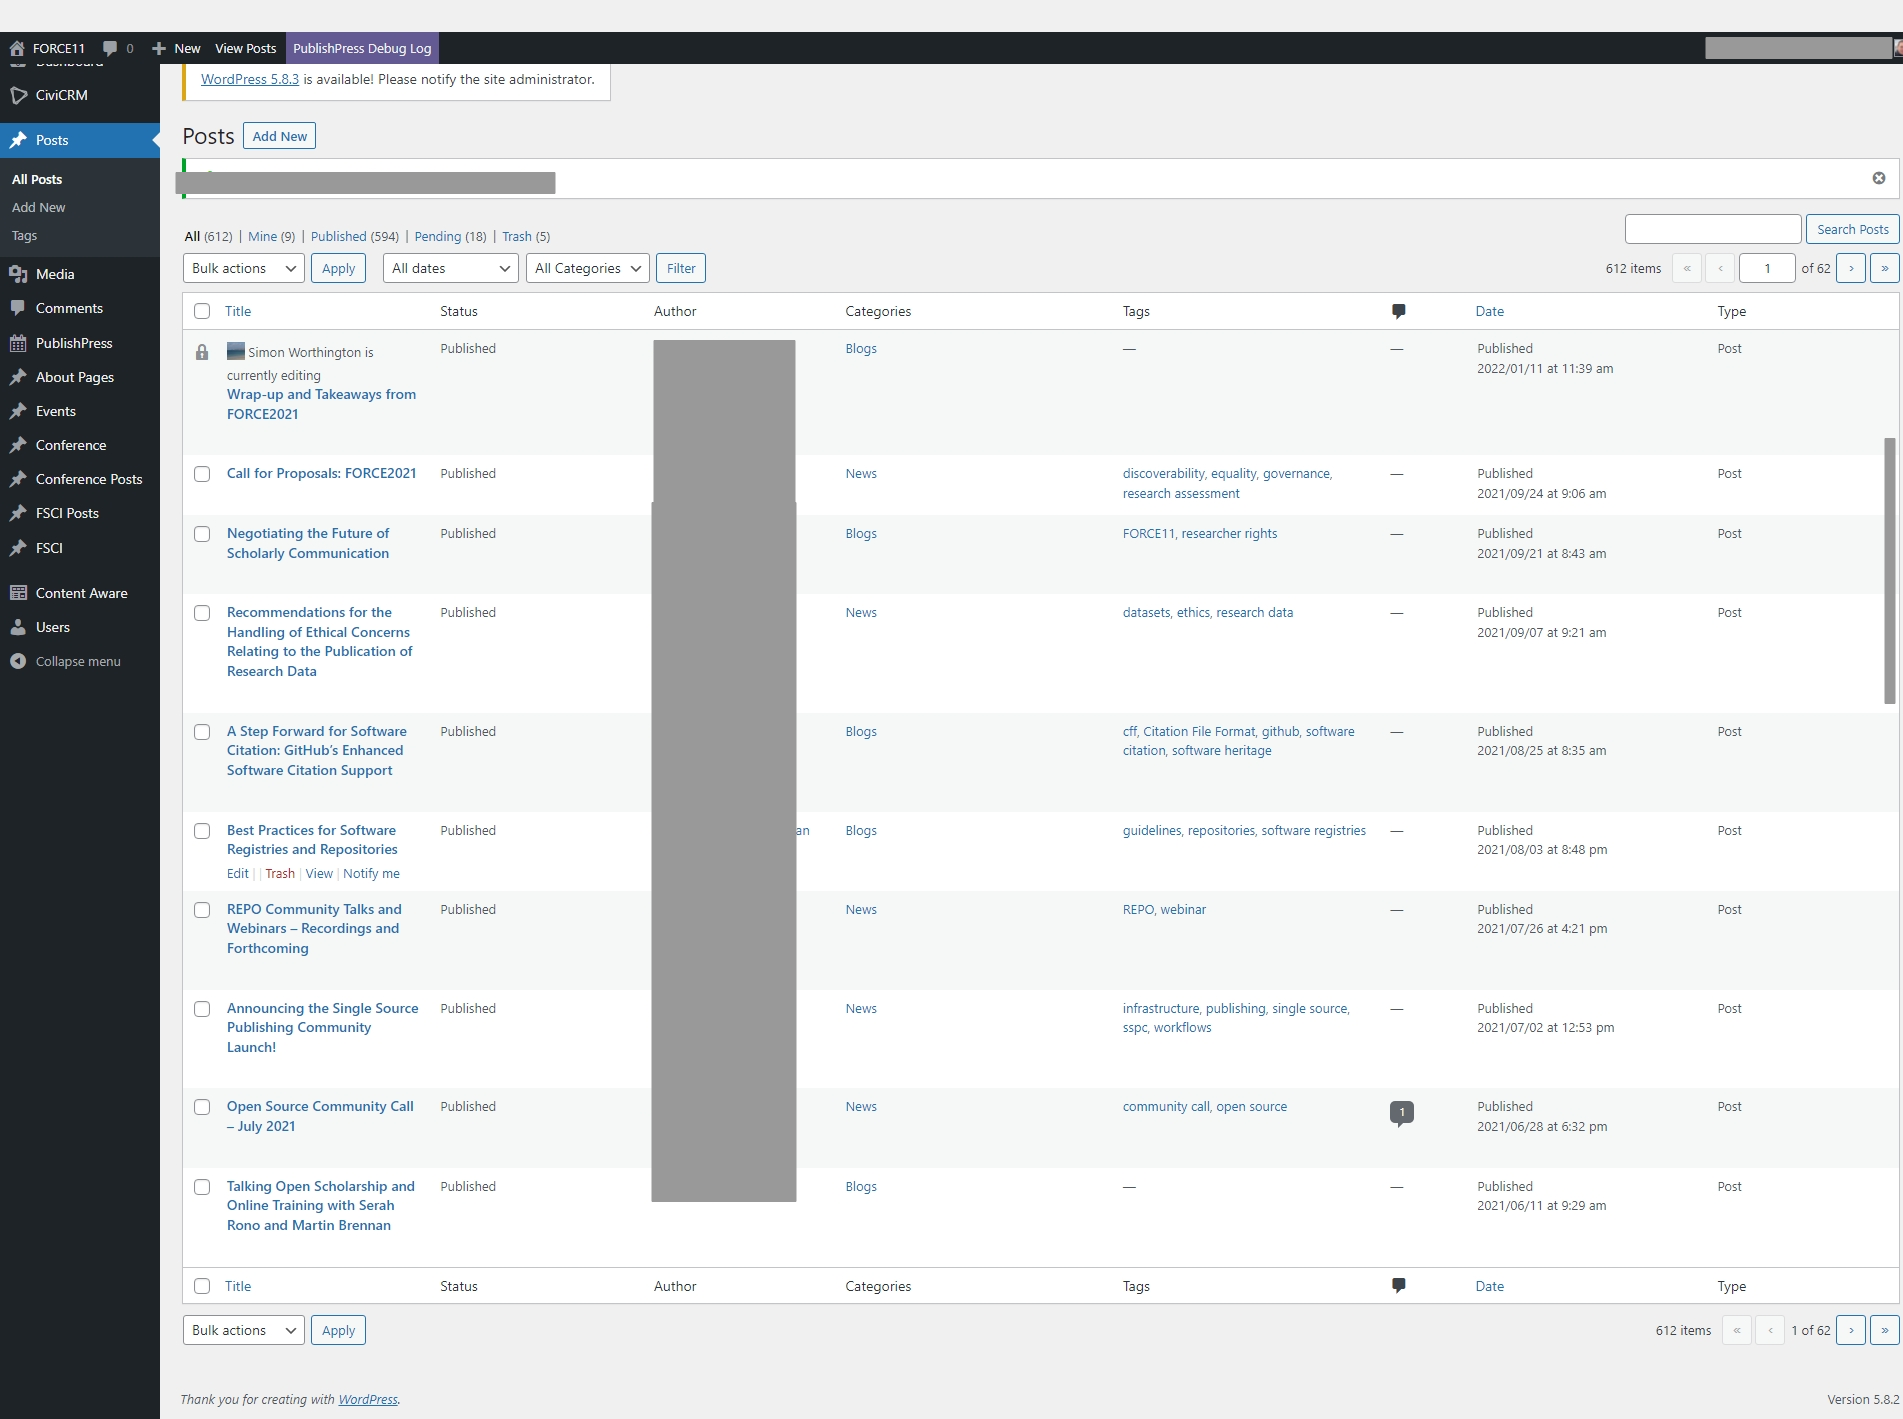 FORCE11 0 New View Posts PublishPress Debug Log
Dashboard
CiviCRM
Posts
All Posts
Add New
Tags
Media
Comments
PublishPress
About Pages
Events
Conference
Conference Posts
FSCI Posts
FSCI
Content Aware
Users
Collapse menu
WordPress 5.8.3 is available! Please notify the site administrator.
Posts Add New
All (612) | Mine (9) | Published (594) | Pending (18) | Trash (5)
Search Posts
Bulk actions Apply All dates All Categories Filter
612 items « ‹ 1 of 62 › »
Title Status Author Categories Tags Date Type
Simon Worthington is Published Blogs — — Published Post
currently editing 2022/01/11 at 11:39 am
Wrap-up and Takeaways from
FORCE2021
Call for Proposals: FORCE2021 Published News discoverability, equality, governance, — Published Post
research assessment 2021/09/24 at 9:06 am
Negotiating the Future of Published Blogs FORCE11, researcher rights — Published Post
Scholarly Communication 2021/09/21 at 8:43 am
Recommendations for the Published News datasets, ethics, research data — Published Post
Handling of Ethical Concerns 2021/09/07 at 9:21 am
Relating to the Publication of
Research Data
A Step Forward for Software Published Blogs cff, Citation File Format, github, software — Published Post
Citation: GitHub’s Enhanced citation, software heritage 2021/08/25 at 8:35 am
Software Citation Support
Best Practices for Software Published an Blogs guidelines, repositories, software registries — Published Post
Registries and Repositories 2021/08/03 at 8:48 pm
Edit | | Trash | View | Notify me
REPO Community Talks and Published News REPO, webinar — Published Post
Webinars – Recordings and 2021/07/26 at 4:21 pm
Forthcoming
Announcing the Single Source Published News infrastructure, publishing, single source, — Published Post
Publishing Community sspc, workflows 2021/07/02 at 12:53 pm
Launch!
Open Source Community Call Published News community call, open source 1 Published Post
– July 2021 2021/06/28 at 6:32 pm
Talking Open Scholarship and Published Blogs — — Published Post
Online Training with Serah 2021/06/11 at 9:29 am
Rono and Martin Brennan
Title Status Author Categories Tags Date Type
Bulk actions Apply 612 items « ‹ 1 of 62 › »
Thank you for creating with WordPress. Version 5.8.2